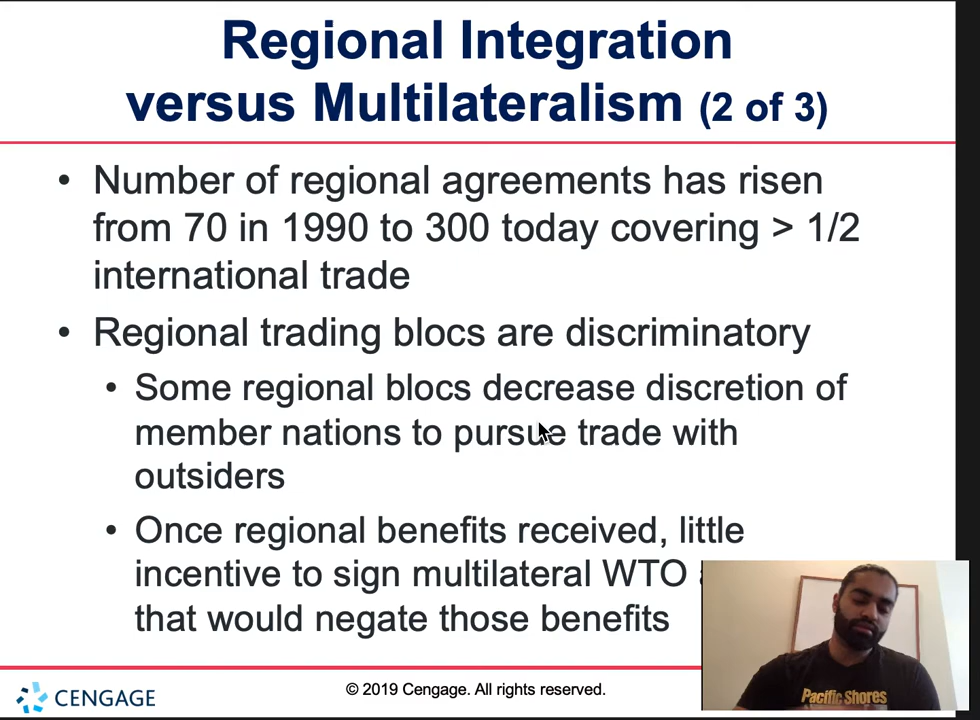 Regional Integration
versus Multilateralism (2 of 3)
• Number of regional agreements has risen
from 70 in 1990 to 300 today covering > 1/2
international trade
• Regional trading blocs are discriminatory
• Some regional blocs decrease discretion of
member nations to pursue trade with
outsiders
• Once regional benefits received, little
incentive to sign multilateral WTO
that would negate those benefits
Pacific Shores
CENGAGE
© 2019 Cengage. All rights reserved.